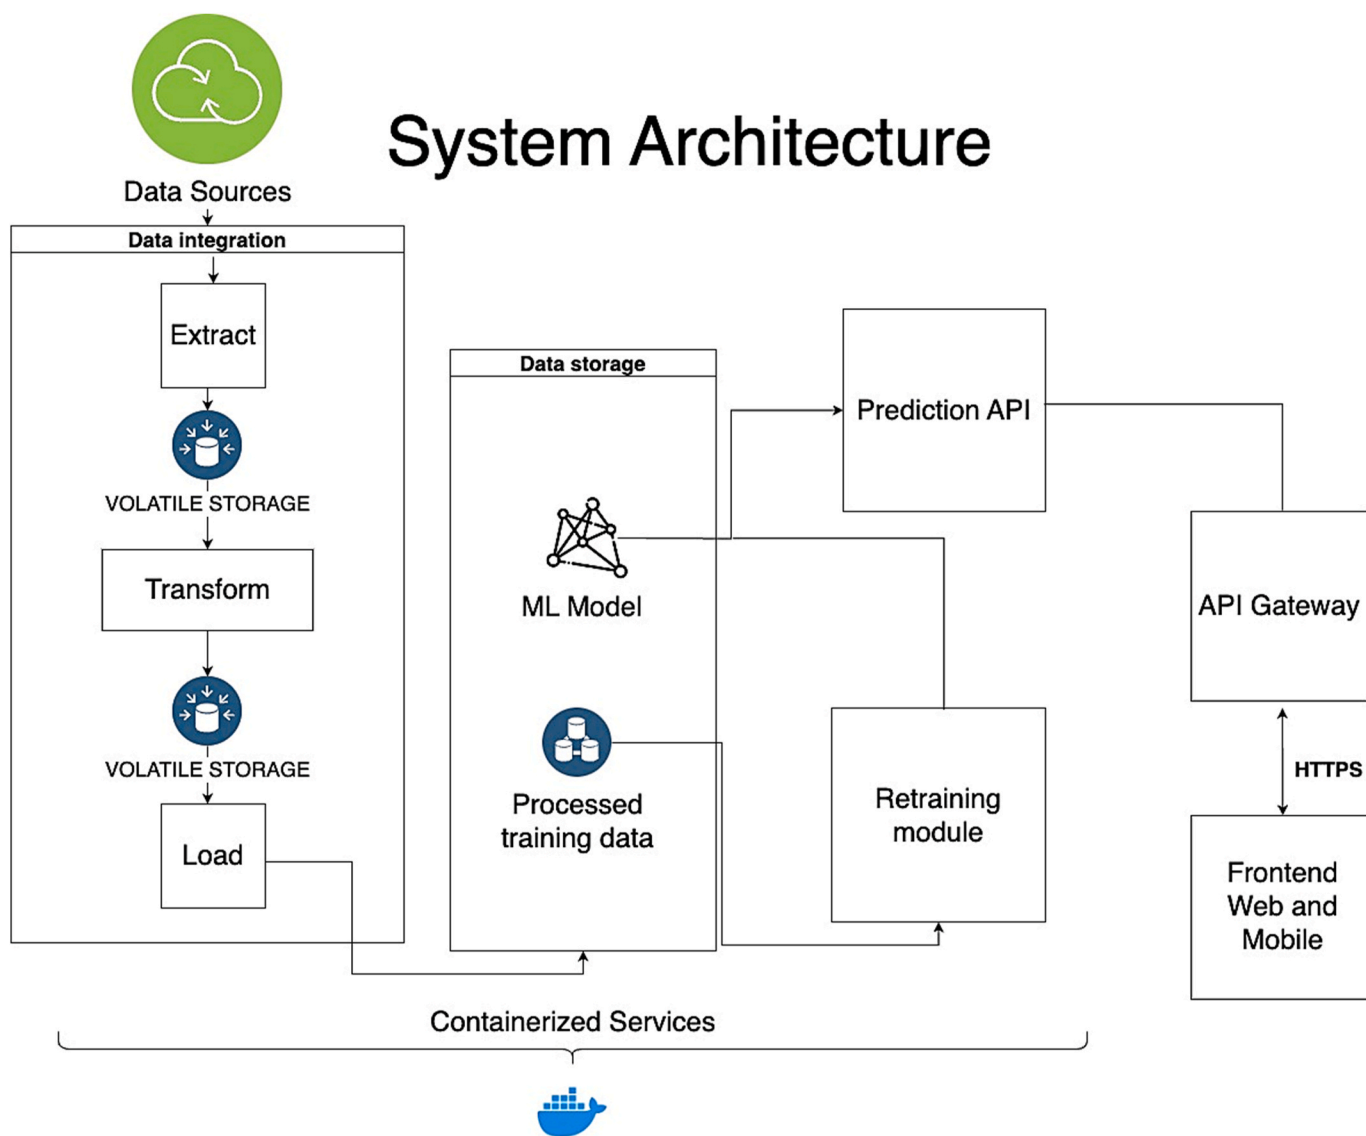 System Architecture
Data Sources
Data integration
Extract
VOLATILE STORAGE
Transform
VOLATILE STORAGE
Load
Data storage
ML Model
Processed
training data
Prediction API
Retraining
module
API Gateway
HTTPS
Frontend
Web and
Mobile
Containerized Services